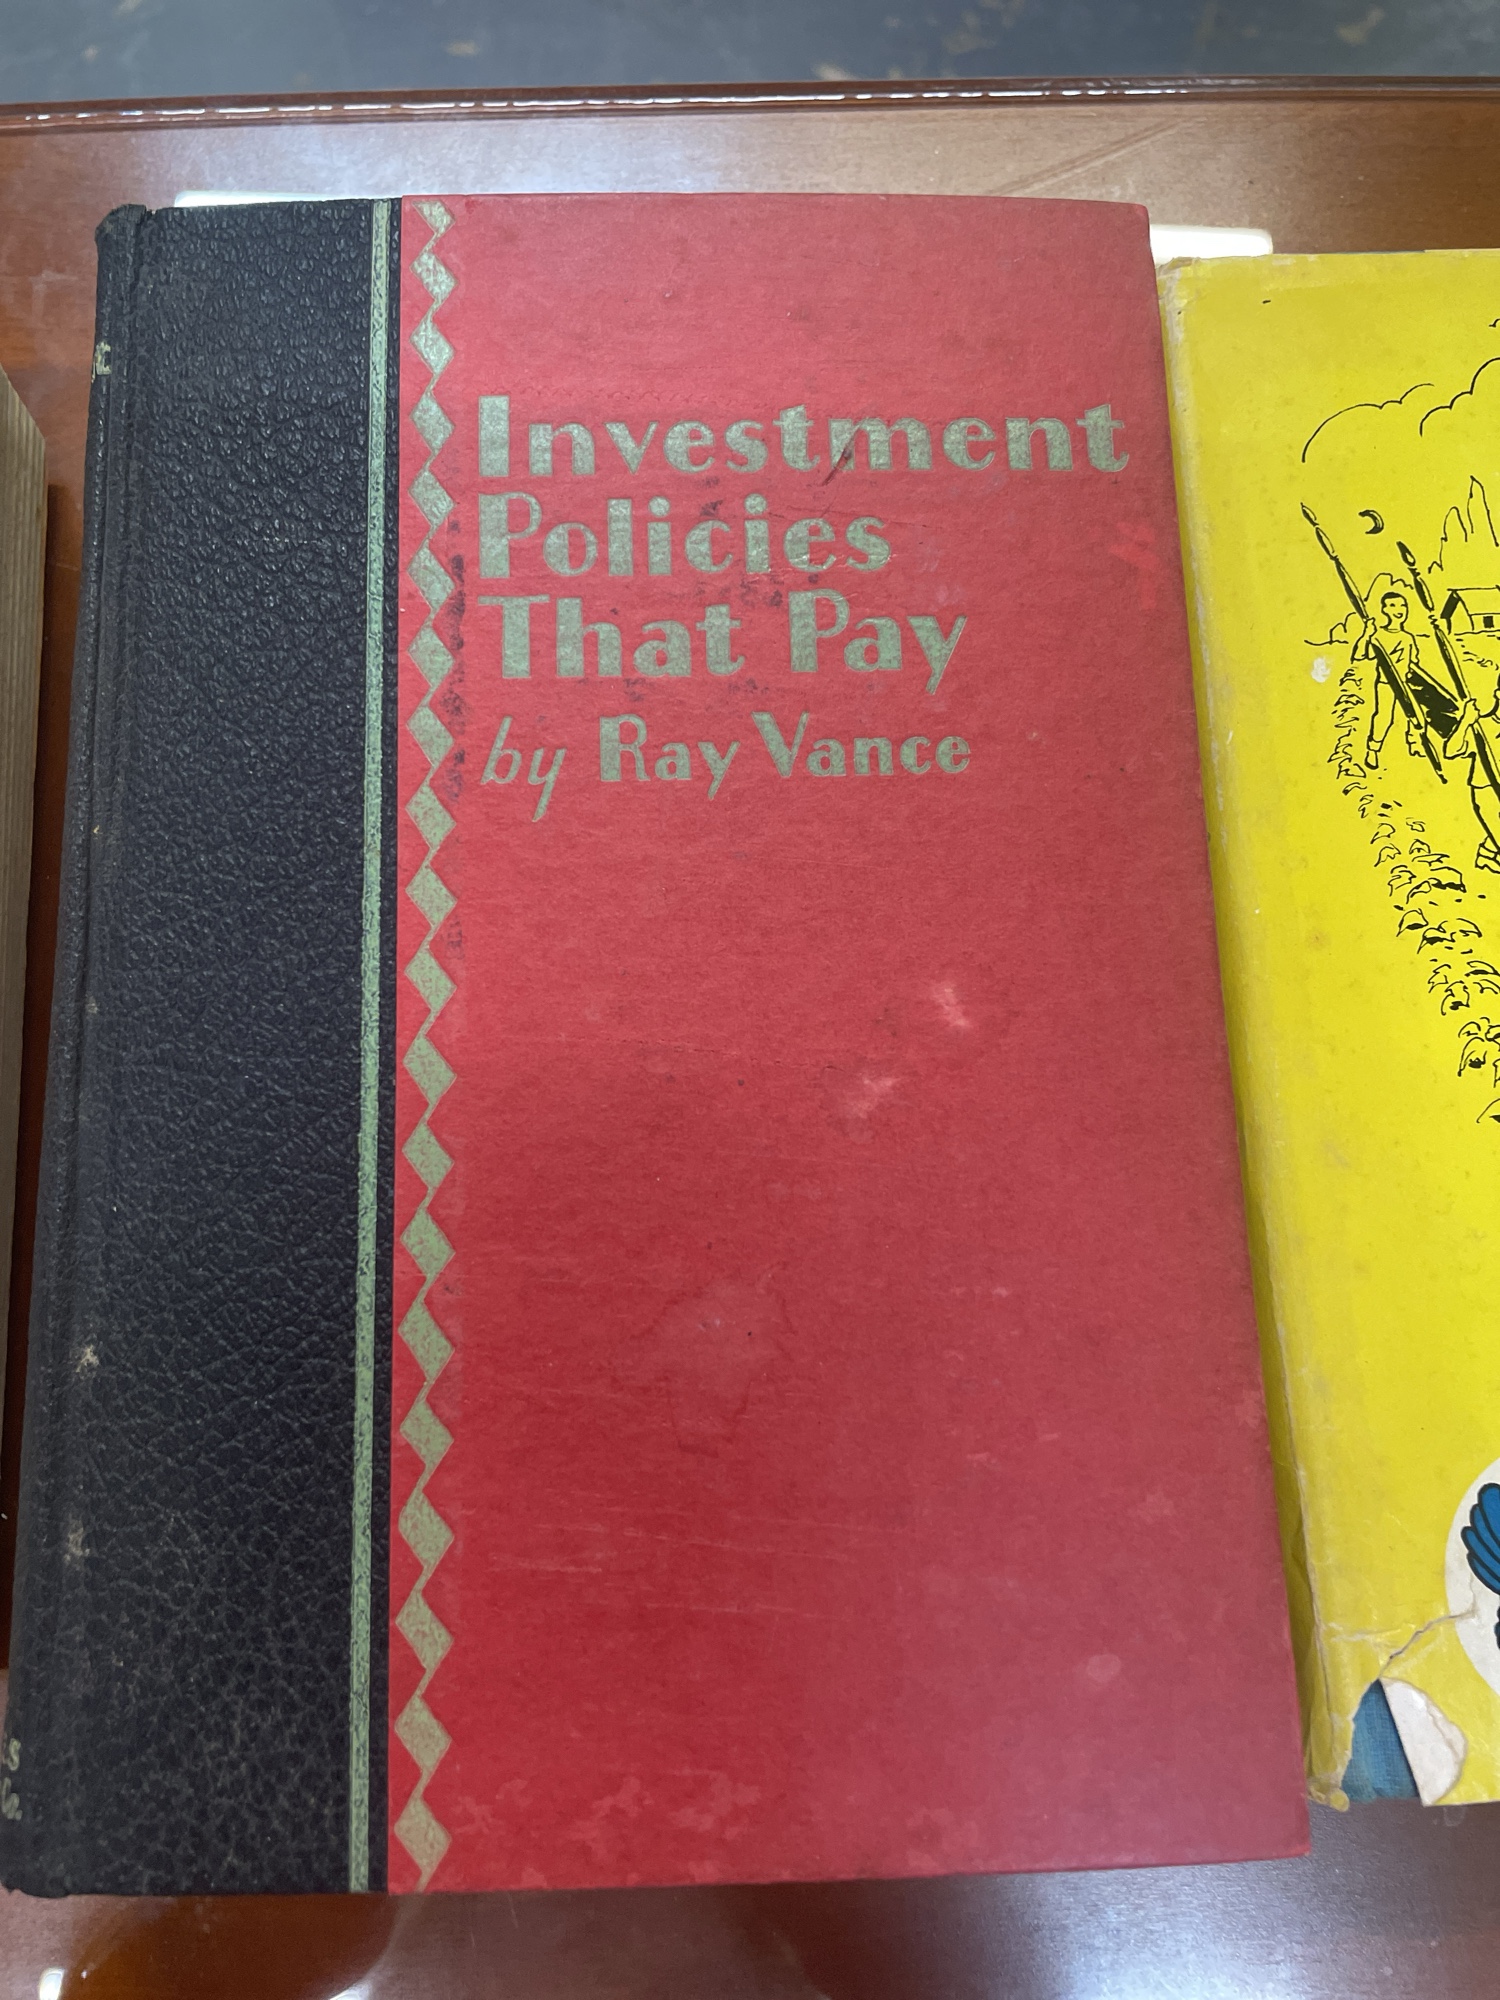 Investment
Policies
That Pay
by Ray Vance